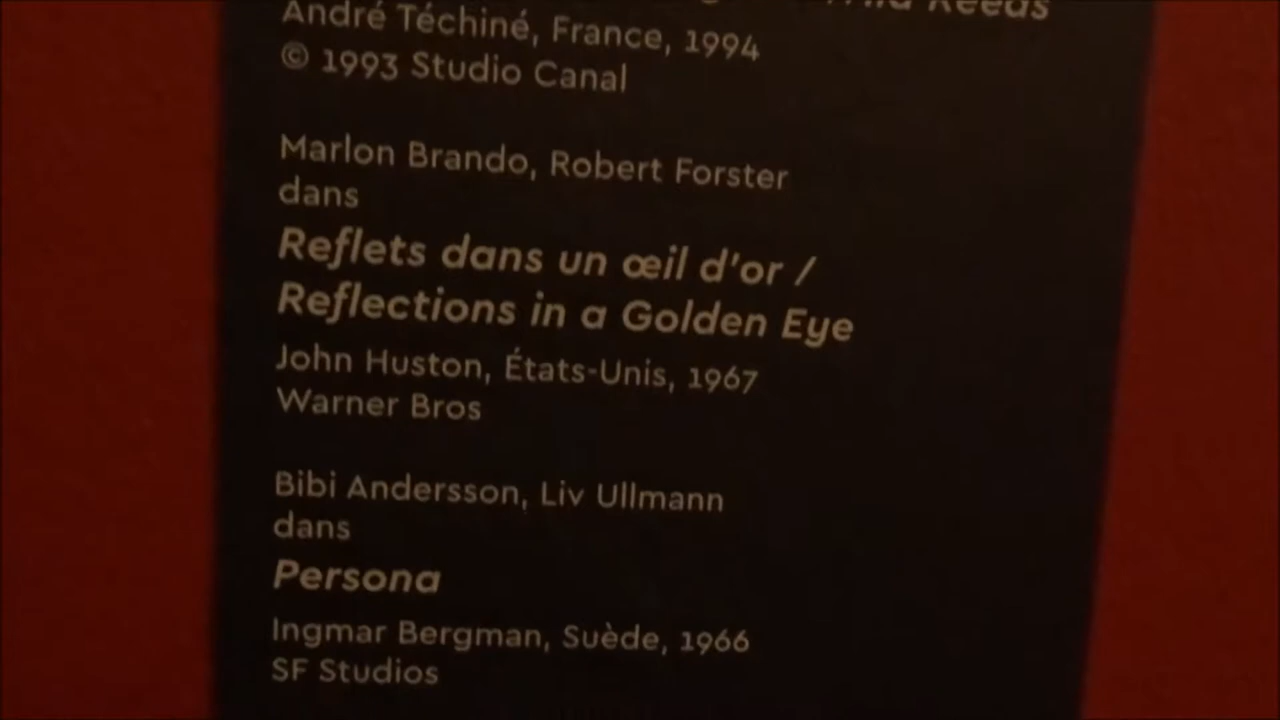 Reeds
André Téchiné, France, 1994
© 1993 Studio Canal
Marlon Brando, Robert Forster
dans
Reflets dans un œil d'or /
Reflections in a Golden Eye
John Huston, États-Unis, 1967
Warner Bros
Bibi Andersson, Liv Ullmann
dans
Persona
Ingmar Bergman, Suède, 1966
SF Studios